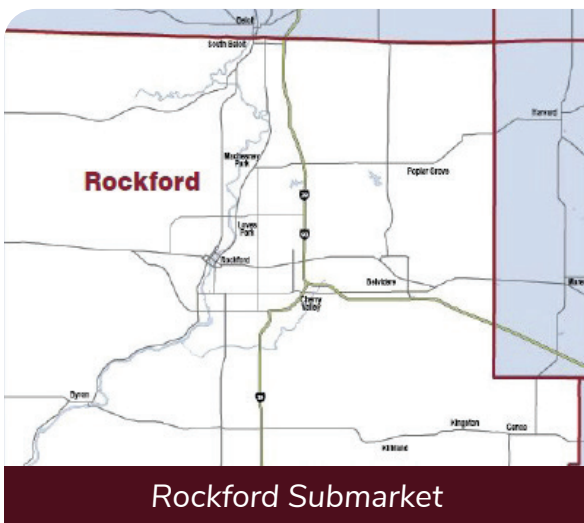 Beloit
South Beloit
Harvard
Machesney
Park
Poplar Grove
Rockford
Loves
Park
Rockford
Belvidere
Cherry
Valley
Byron
Kingston
Genoa
Kirkland
Rockford Submarket